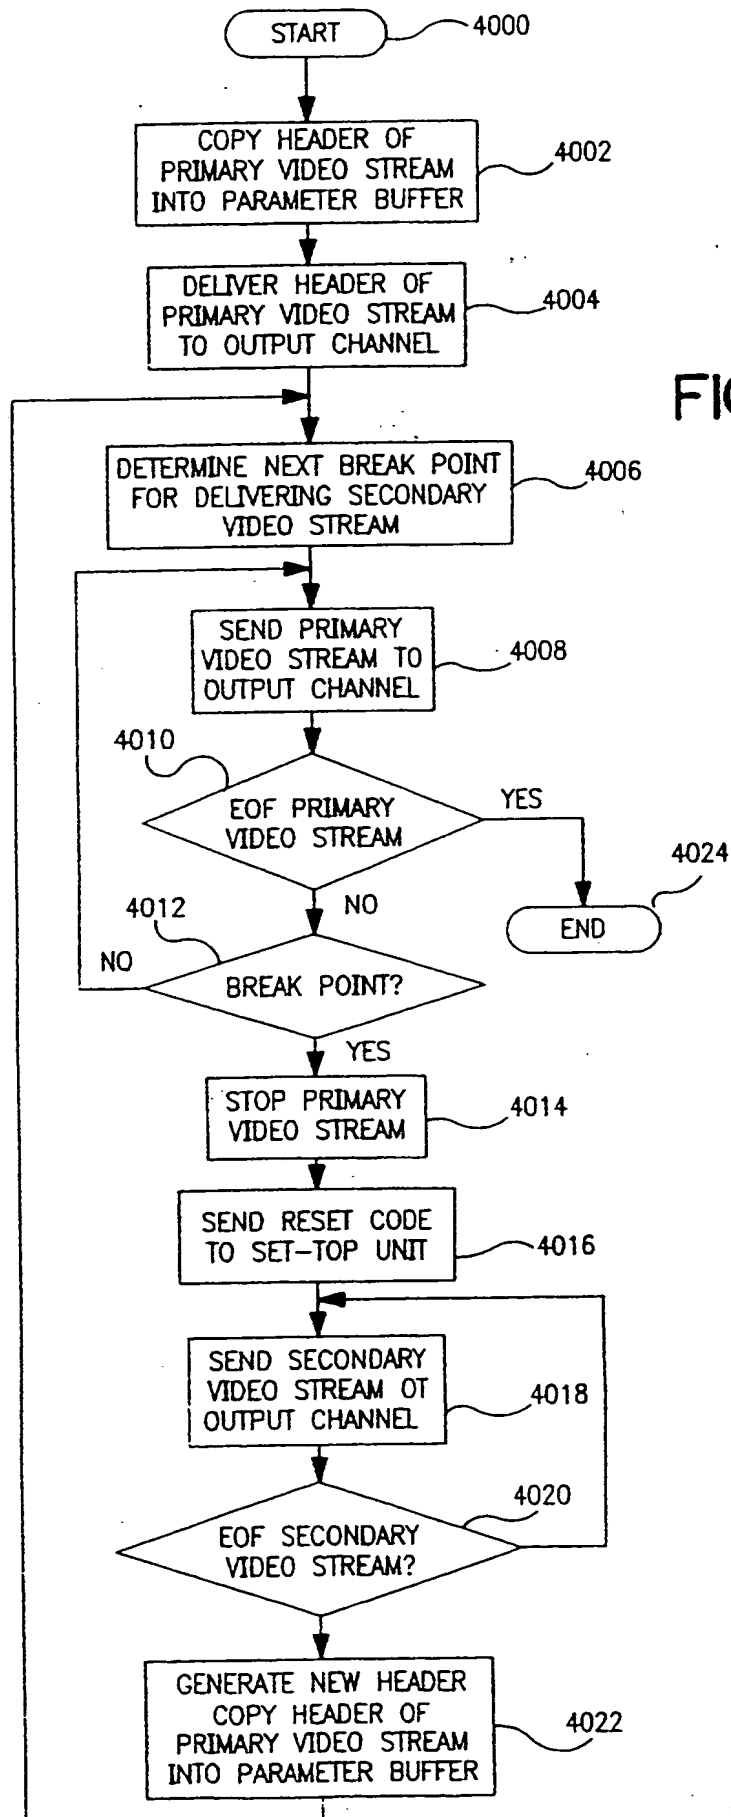 START
4000
COPY HEADER OF
PRIMARY VIDEO STREAM
INTO PARAMETER BUFFER
4002
DELIVER HEADER OF
PRIMARY VIDEO STREAM
TO OUTPUT CHANNEL
4004
FIG
DETERMINE NEXT BREAK POINT
FOR DELIVERING SECONDARY
VIDEO STREAM
4006
SEND PRIMARY
VIDEO STREAM TO
OUTPUT CHANNEL
4008
4010
EOF PRIMARY
VIDEO STREAM
YES
4024
END
NO
4012
BREAK POINT?
NO
YES
STOP PRIMARY
VIDEO STREAM
4014
SEND RESET CODE
TO SET-TOP UNIT
4016
SEND SECONDARY
VIDEO STREAM OT
OUTPUT CHANNEL
4018
4020
EOF SECONDARY
VIDEO STREAM?
GENERATE NEW HEADER
COPY HEADER OF
PRIMARY VIDEO STREAM
INTO PARAMETER BUFFER
4022